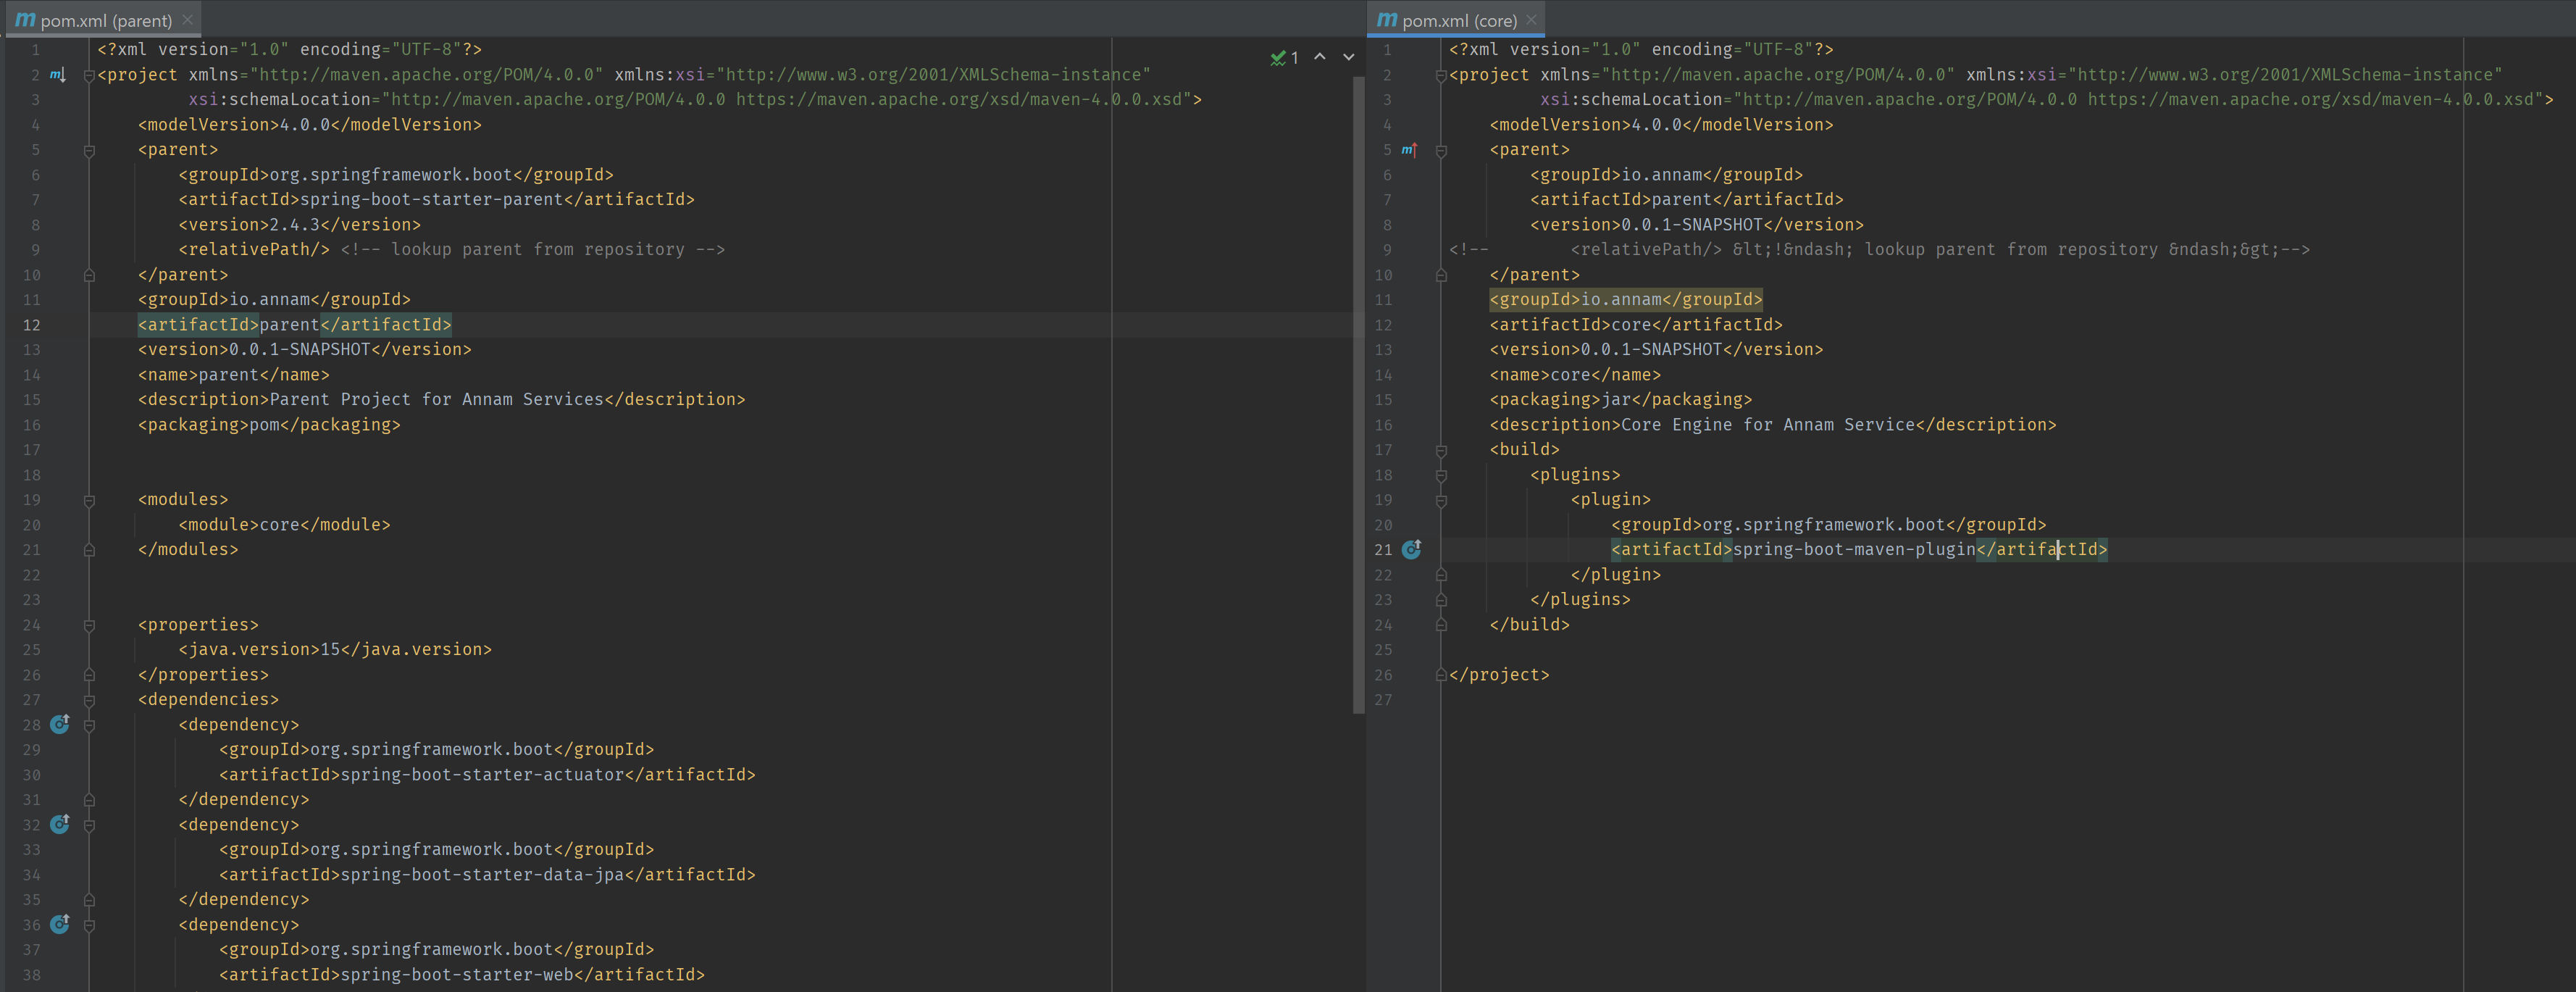 pom.xml (parent)
1 <?xml version="1.0" encoding="UTF-8"?>
2 <project xmlns="http://maven.apache.org/POM/4.0.0" xmlns:xsi="http://www.w3.org/2001/XMLSchema-instance"
3 xsi:schemaLocation="http://maven.apache.org/POM/4.0.0 https://maven.apache.org/xsd/maven-4.0.0.xsd">
4 <modelVersion>4.0.0</modelVersion>
5 <parent>
6 <groupId>org.springframework.boot</groupId>
7 <artifactId>spring-boot-starter-parent</artifactId>
8 <version>2.4.3</version>
9 <relativePath/> <!-- lookup parent from repository -->
10 </parent>
11 <groupId>io.annam</groupId>
12 <artifactId>parent</artifactId>
13 <version>0.0.1-SNAPSHOT</version>
14 <name>parent</name>
15 <description>Parent Project for Annam Services</description>
16 <packaging>pom</packaging>
17
18
19 <modules>
20 <module>core</module>
21 </modules>
22
23
24 <properties>
25 <java.version>15</java.version>
26 </properties>
27 <dependencies>
28 <dependency>
29 <groupId>org.springframework.boot</groupId>
30 <artifactId>spring-boot-starter-actuator</artifactId>
31 </dependency>
32 <dependency>
33 <groupId>org.springframework.boot</groupId>
34 <artifactId>spring-boot-starter-data-jpa</artifactId>
35 </dependency>
36 <dependency>
37 <groupId>org.springframework.boot</groupId>
38 <artifactId>spring-boot-starter-web</artifactId>
1
pom.xml (core)
1 <?xml version="1.0" encoding="UTF-8"?>
2 <project xmlns="http://maven.apache.org/POM/4.0.0" xmlns:xsi="http://www.w3.org/2001/XMLSchema-instance"
3 xsi:schemaLocation="http://maven.apache.org/POM/4.0.0 https://maven.apache.org/xsd/maven-4.0.0.xsd">
4 <modelVersion>4.0.0</modelVersion>
5 <parent>
6 <groupId>io.annam</groupId>
7 <artifactId>parent</artifactId>
8 <version>0.0.1-SNAPSHOT</version>
9 <!-- <relativePath/> &lt;!&ndash; lookup parent from repository &ndash;&gt;-->
10 </parent>
11 <groupId>io.annam</groupId>
12 <artifactId>core</artifactId>
13 <version>0.0.1-SNAPSHOT</version>
14 <name>core</name>
15 <packaging>jar</packaging>
16 <description>Core Engine for Annam Service</description>
17 <build>
18 <plugins>
19 <plugin>
20 <groupId>org.springframework.boot</groupId>
21 <artifactId>spring-boot-maven-plugin</artifactId>
22 </plugin>
23 </plugins>
24 </build>
25
26 </project>
27